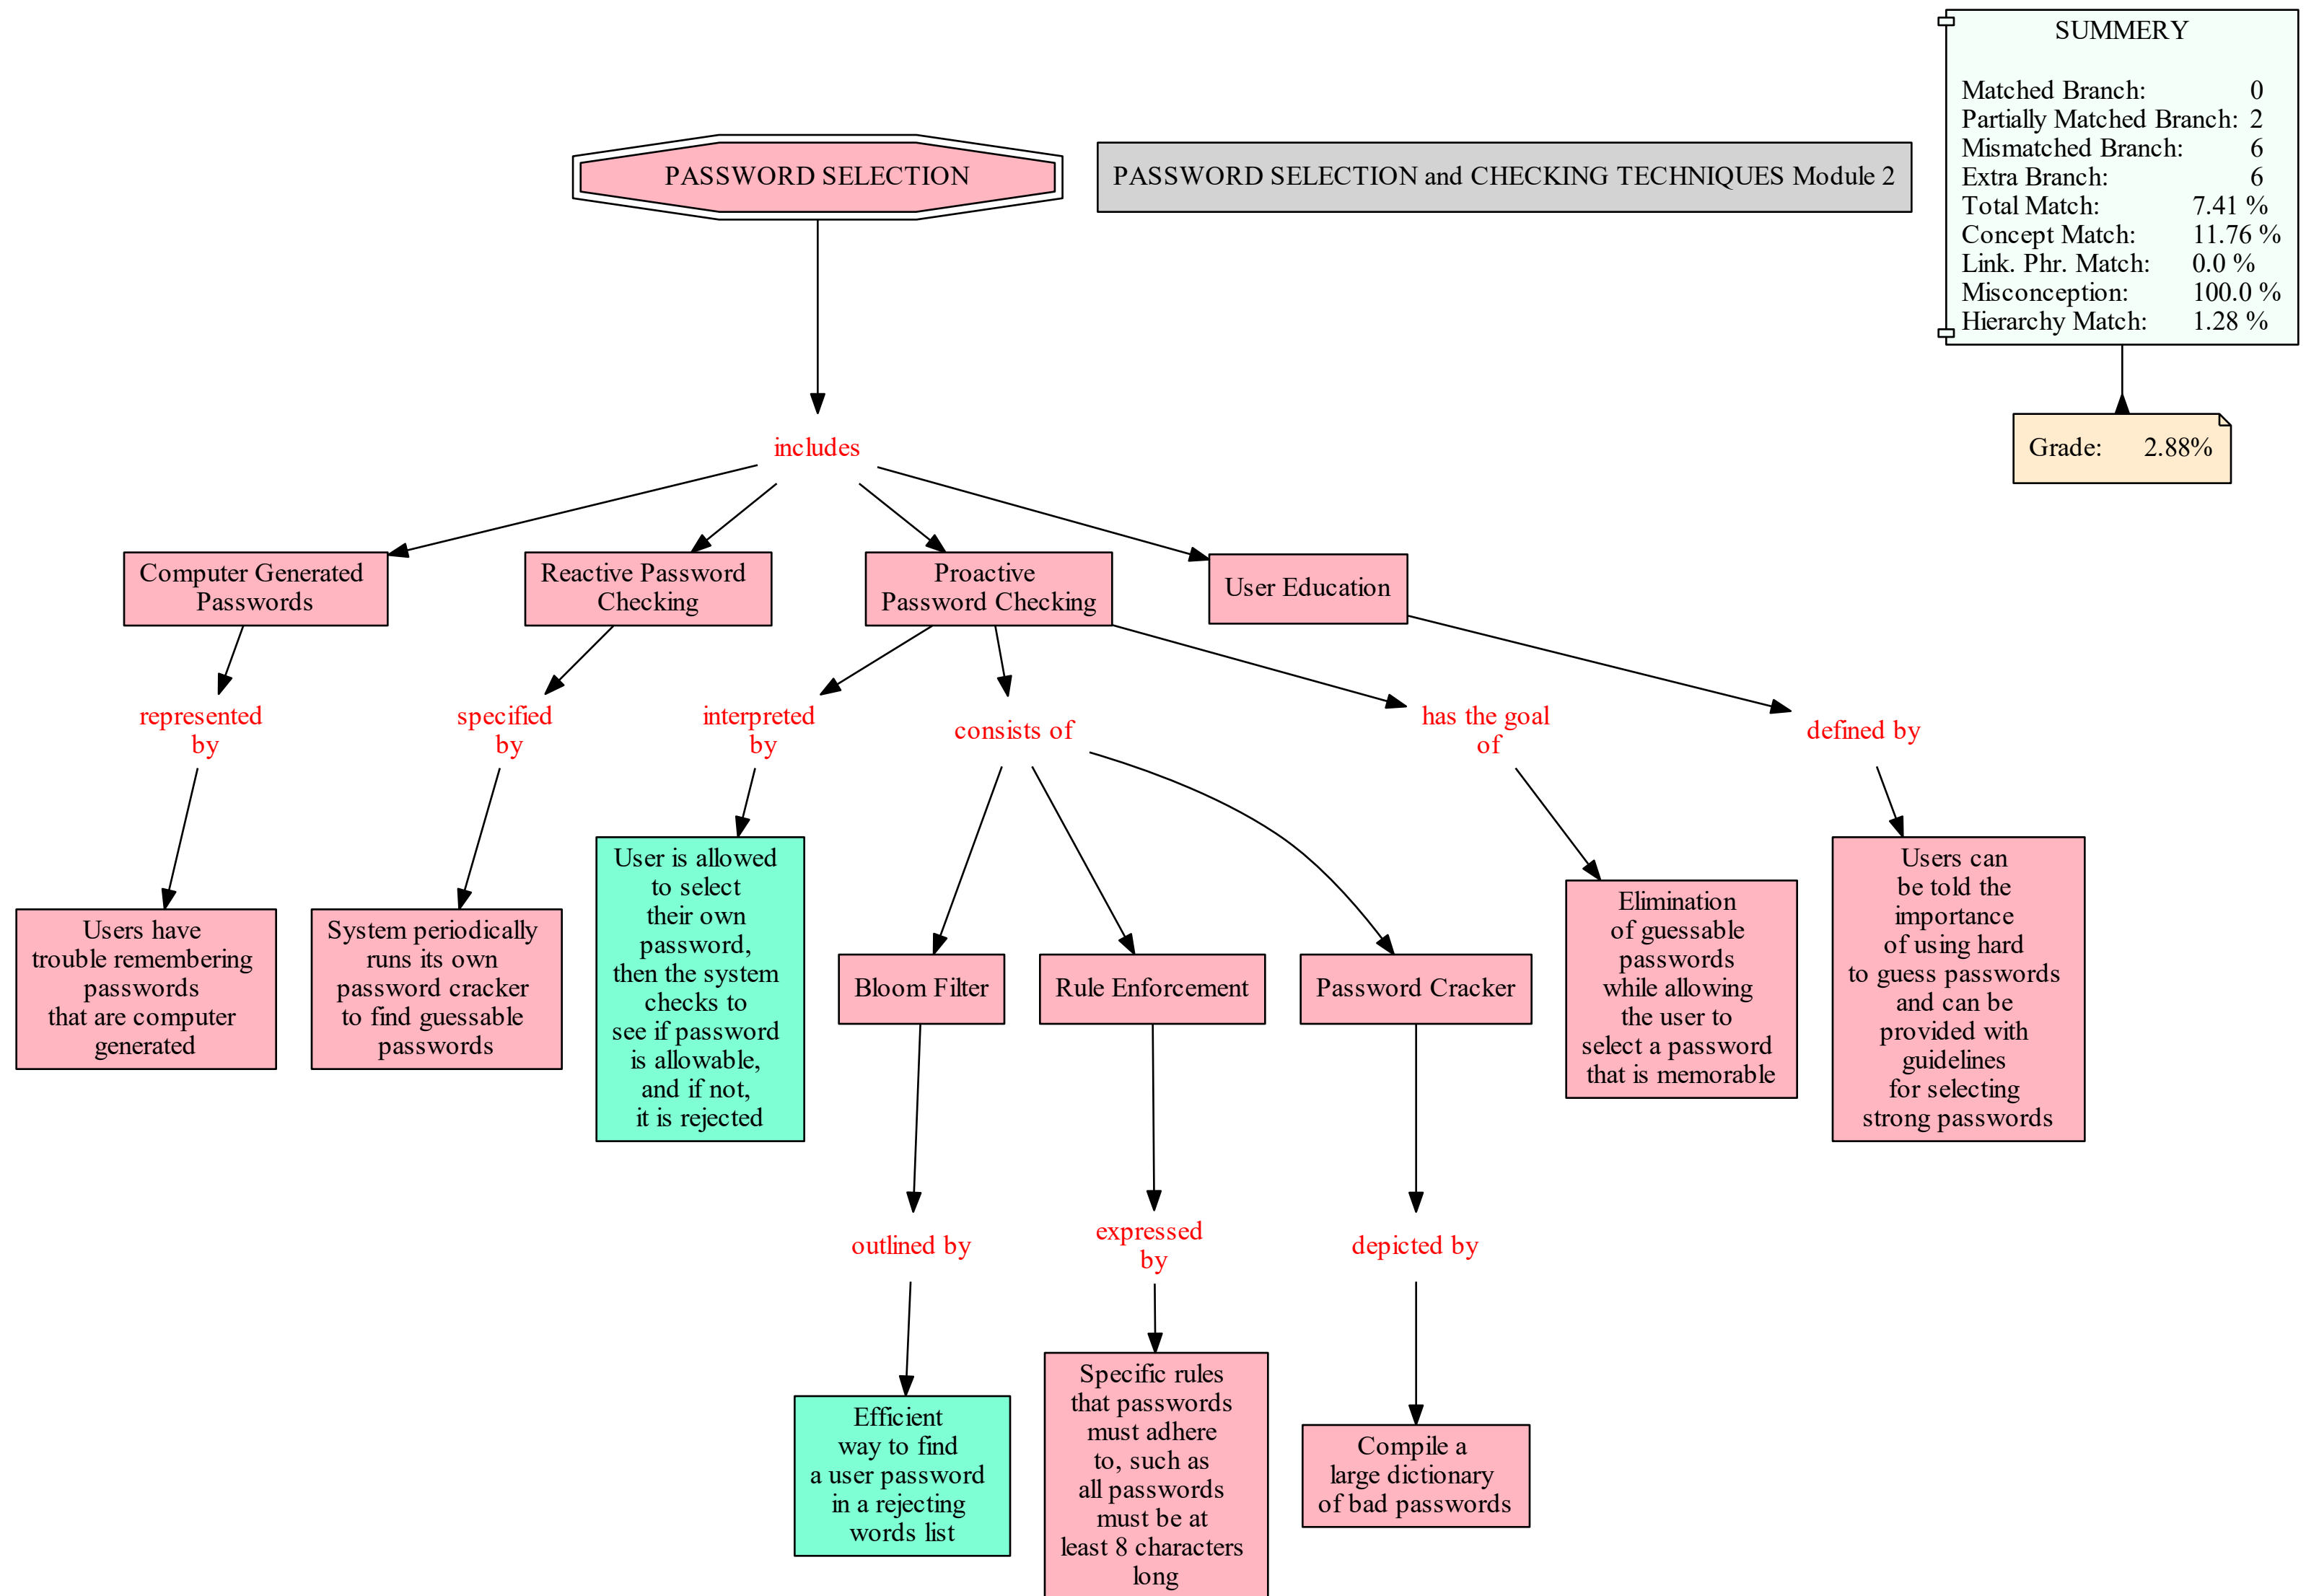 SUMMERY
Matched Branch: 0
Partially Matched Branch: 2
Mismatched Branch: 6
Extra Branch: 6
Total Match: 7.41 %
Concept Match: 11.76 %
Link. Phr. Match: 0.0 %
Misconception: 100.0 %
Hierarchy Match: 1.28 %
PASSWORD SELECTION
PASSWORD SELECTION and CHECKING TECHNIQUES Module 2
Grade: 2.88%
includes
Computer Generated
Passwords
Reactive Password
Checking
Proactive
Password Checking
User Education
represented
by
specified
by
interpreted
by
consists of
has the goal
of
defined by
Users have
trouble remembering
passwords
that are computer
generated
System periodically
runs its own
password cracker
to find guessable
passwords
User is allowed
to select
their own
password,
then the system
checks to
see if password
is allowable,
and if not,
it is rejected
Bloom Filter
Rule Enforcement
Password Cracker
Elimination
of guessable
passwords
while allowing
the user to
select a password
that is memorable
Users can
be told the
importance
of using hard
to guess passwords
and can be
provided with
guidelines
for selecting
strong passwords
outlined by
expressed
by
depicted by
Efficient
way to find
a user password
in a rejecting
words list
Specific rules
that passwords
must adhere
to, such as
all passwords
must be at
least 8 characters
long
Compile a
large dictionary
of bad passwords